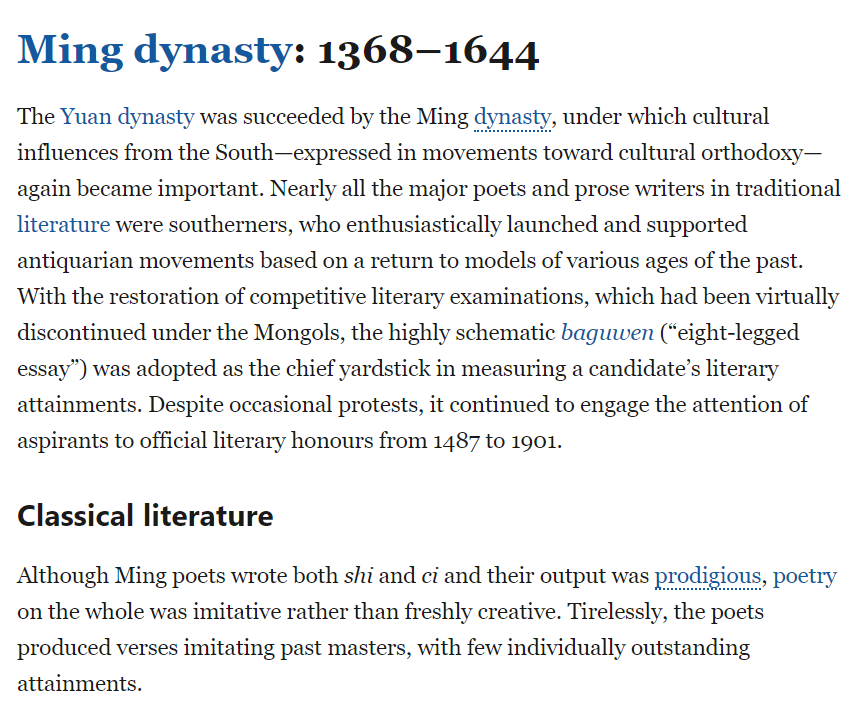 Ming dynasty: 1368–1644
The Yuan dynasty was succeeded by the Ming dynasty, under which cultural
influences from the South—expressed in movements toward cultural orthodoxy—
again became important. Nearly all the major poets and prose writers in traditional
literature were southerners, who enthusiastically launched and supported
antiquarian movements based on a return to models of various ages of the past.
With the restoration of competitive literary examinations, which had been virtually
discontinued under the Mongols, the highly schematic baguwen (“eight-legged
essay”) was adopted as the chief yardstick in measuring a candidate’s literary
attainments. Despite occasional protests, it continued to engage the attention of
aspirants to official literary honours from 1487 to 1901.
Classical literature
Although Ming poets wrote both shi and ci and their output was prodigious, poetry
on the whole was imitative rather than freshly creative. Tirelessly, the poets
produced verses imitating past masters, with few individually outstanding
attainments.